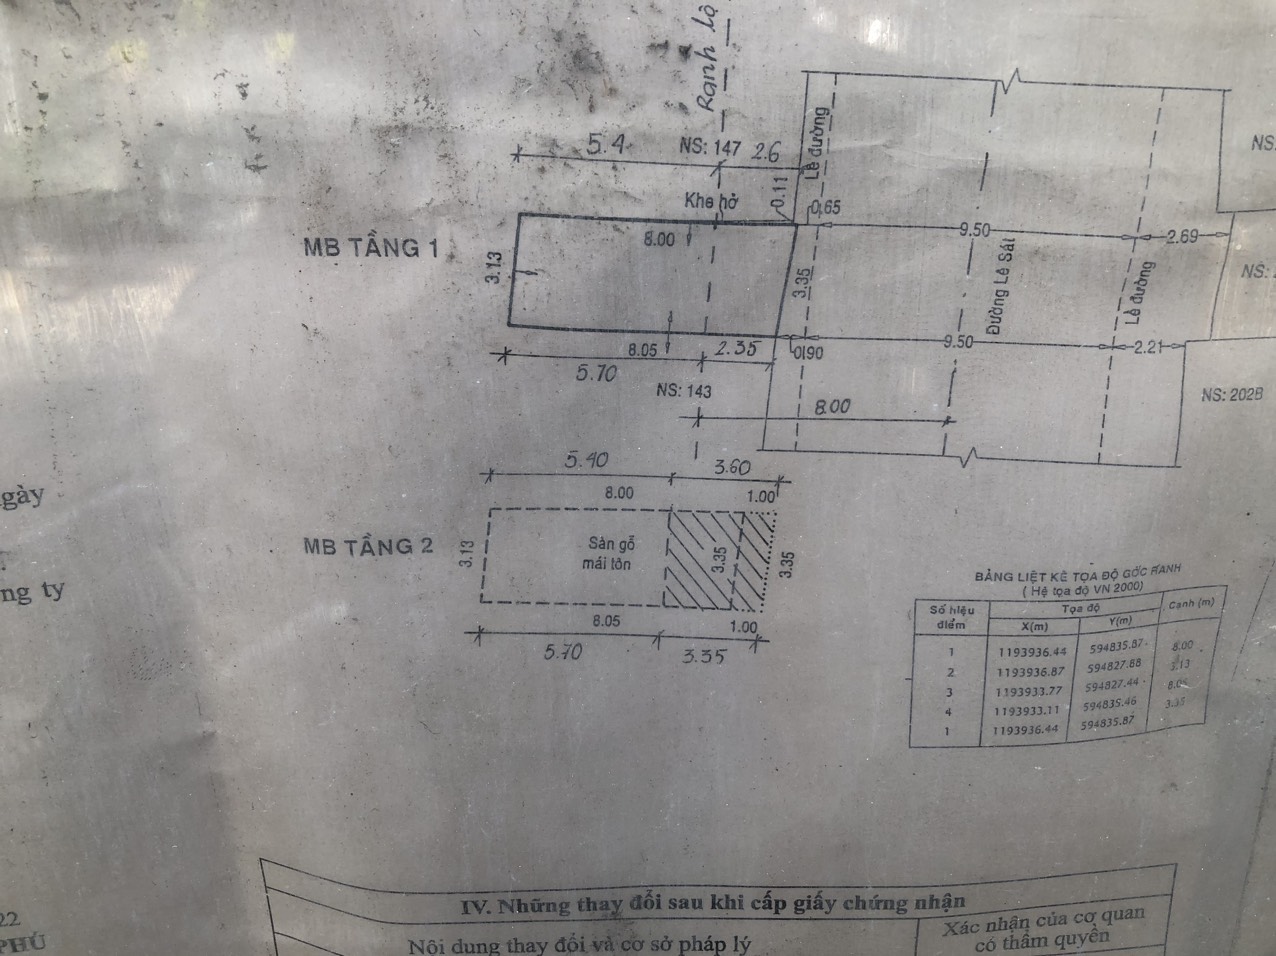 Ranh lộ
5.4
NS: 147
2.6
Lề đường
0.11
Khe hở
0.65
NS:
MB TẦNG 1
3.13
8.00
3.35
9.50
2.69
Đường Lê Sát
Lề đường
NS:
8.05
2.35
0.90
9.50
2.21
5.70
NS: 143
8.00
NS: 202B
5.40
3.60
8.00
1.00
gày
MB TẦNG 2
3.13
Sàn gỗ
mái tôn
3.35
3.35
ng ty
8.05
1.00
5.70
3.35
BẢNG LIỆT KÊ TỌA ĐỘ GÓC RANH
( Hệ tọa độ VN 2000)
Số hiệu điểm Tọa độ Cạnh (m)
X(m) Y(m)
1 1193936.44 594835.87 8.00
2 1193936.87 594827.88 3.13
3 1193933.77 594827.44 8.05
4 1193933.11 594835.46 3.35
1 1193936.44 594835.87
22
PHÚ
IV. Những thay đổi sau khi cấp giấy chứng nhận
Nội dung thay đổi và cơ sở pháp lý
Xác nhận của cơ quan
có thẩm quyền